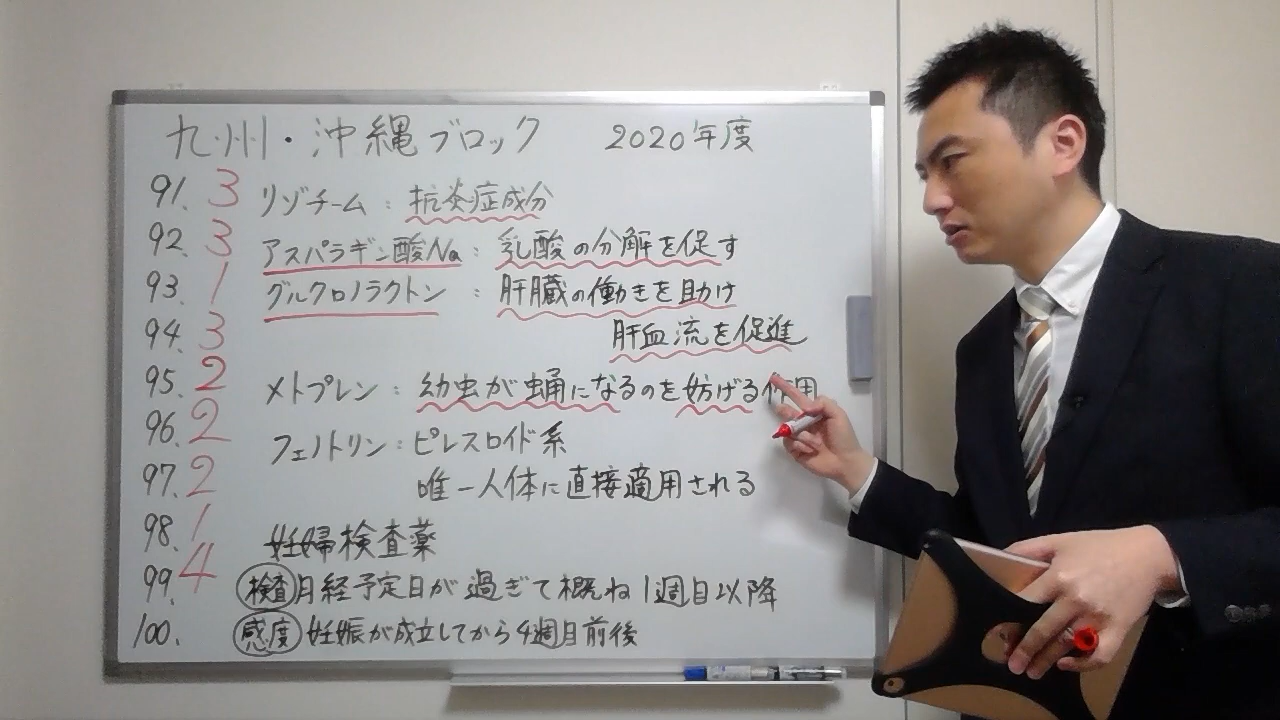 九州・沖縄ブロック 2020年度
91. 3 リゾチーム：抗炎症成分
92. 3 アスパラギン酸Na：乳酸の分解を促す
93. 1 グルクロノラクトン：肝臓の働きを助け
94. 3 肝血流を促進
95. 2 メトプレン：幼虫が蛹になるのを妨げる作用
96. 2 フェノトリン：ピレスロイド系
97. 2 唯一人体に直接適用される
98. 1 妊婦検査薬
99. 4 検査 月経予定日が過ぎて概ね1週目以降
100. 感度 妊娠が成立してから4週目前後